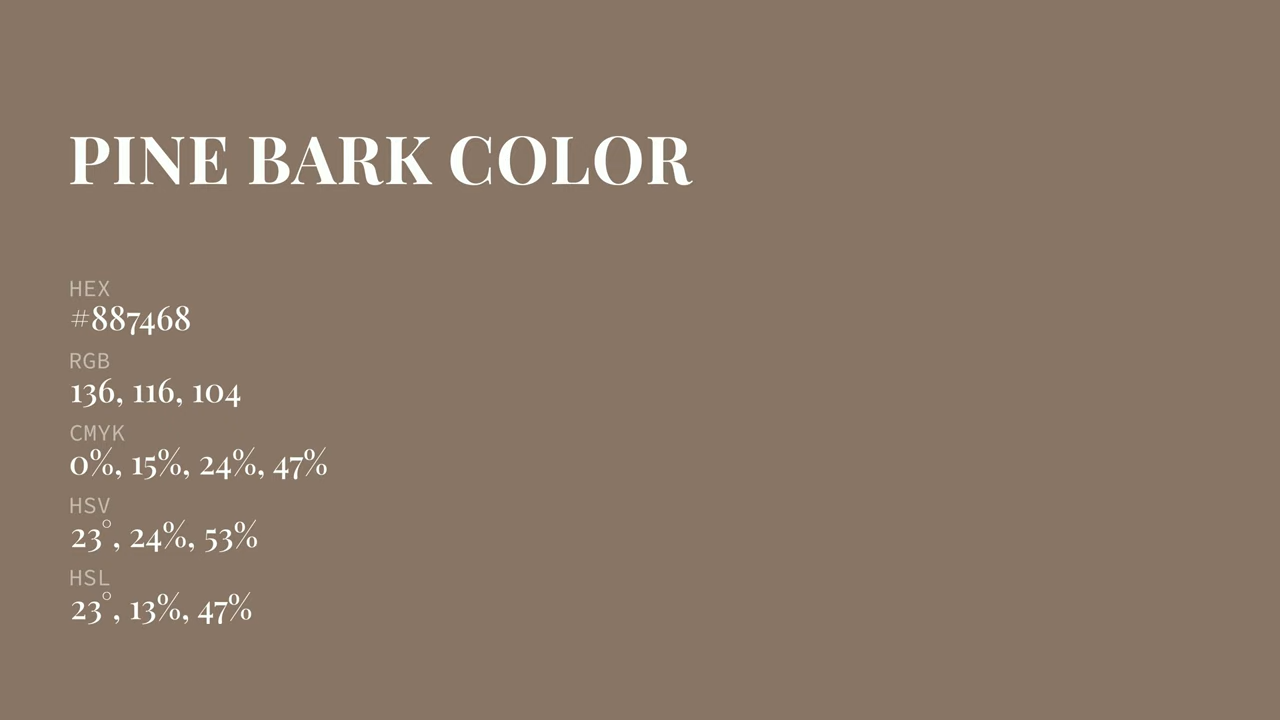 PINE BARK COLOR
HEX
#887468
RGB
136, 116, 104
CMYK
0%, 15%, 24%, 47%
HSV
23°, 24%, 53%
HSL
23°, 13%, 47%